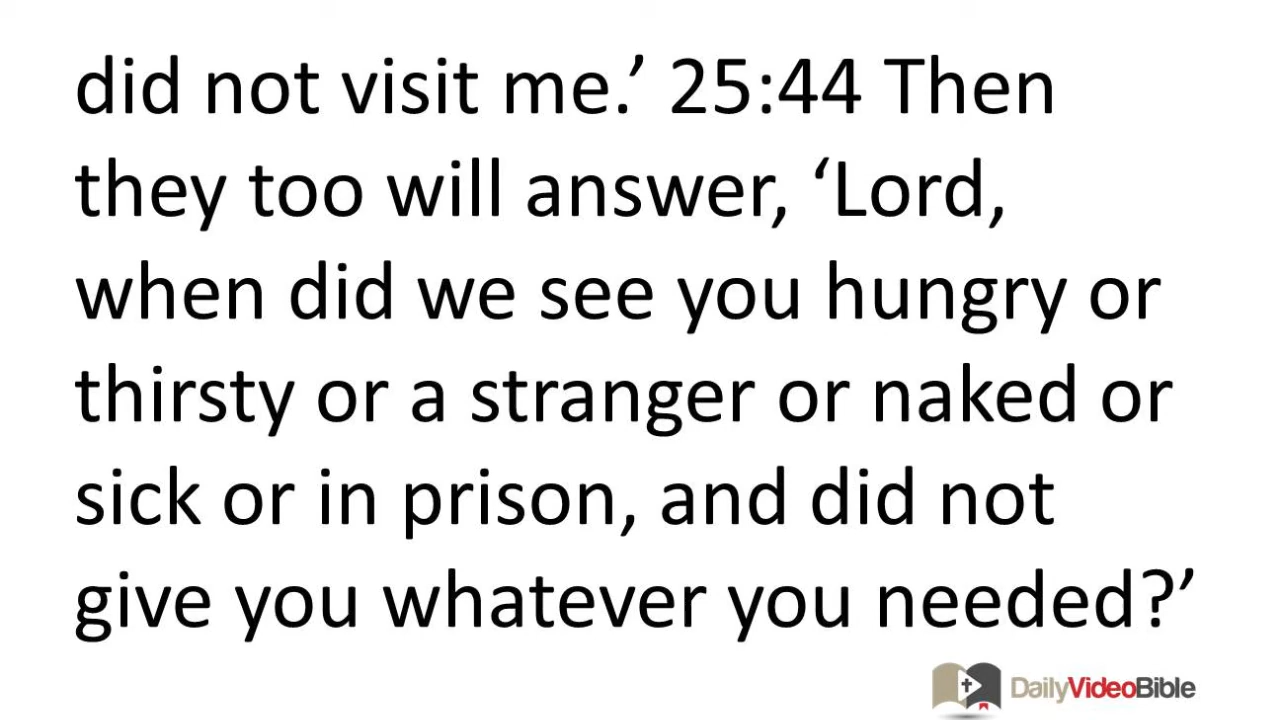 did not visit me.’ 25:44 Then
they too will answer, ‘Lord,
when did we see you hungry or
thirsty or a stranger or naked or
sick or in prison, and did not
give you whatever you needed?’
DailyVideoBible